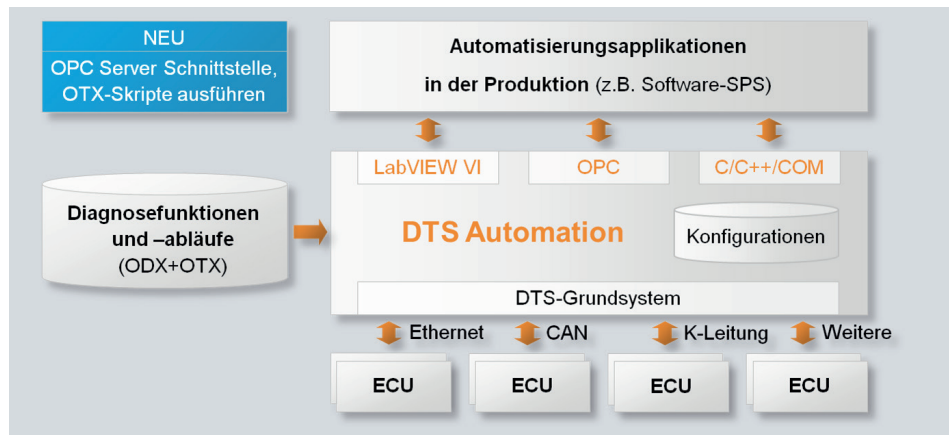 NEU
OPC Server Schnittstelle,
OTX-Skripte ausführen
Automatisierungsapplikationen
in der Produktion (z.B. Software-SPS)
LabVIEW VI
OPC
C/C++/COM
Diagnosefunktionen
und –abläufe
(ODX+OTX)
DTS Automation
Konfigurationen
DTS-Grundsystem
Ethernet
CAN
K-Leitung
Weitere
ECU
ECU
ECU
ECU